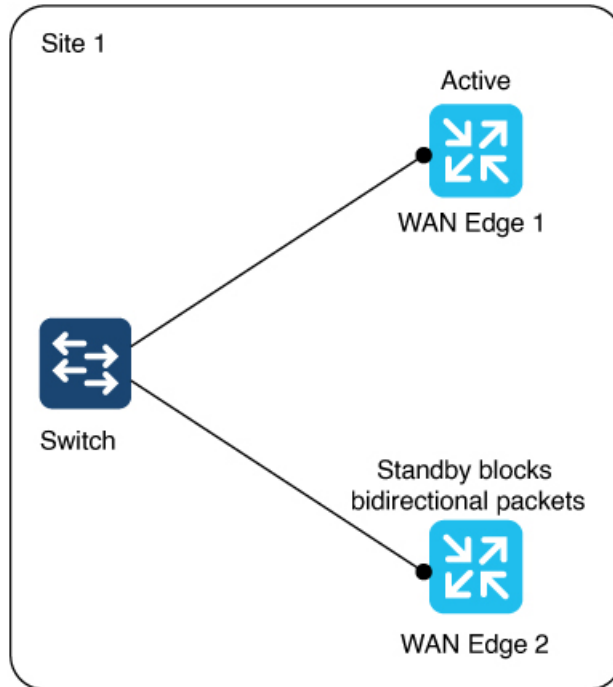 Site 1
Active
WAN Edge 1
Switch
Standby blocks
bidirectional packets
WAN Edge 2